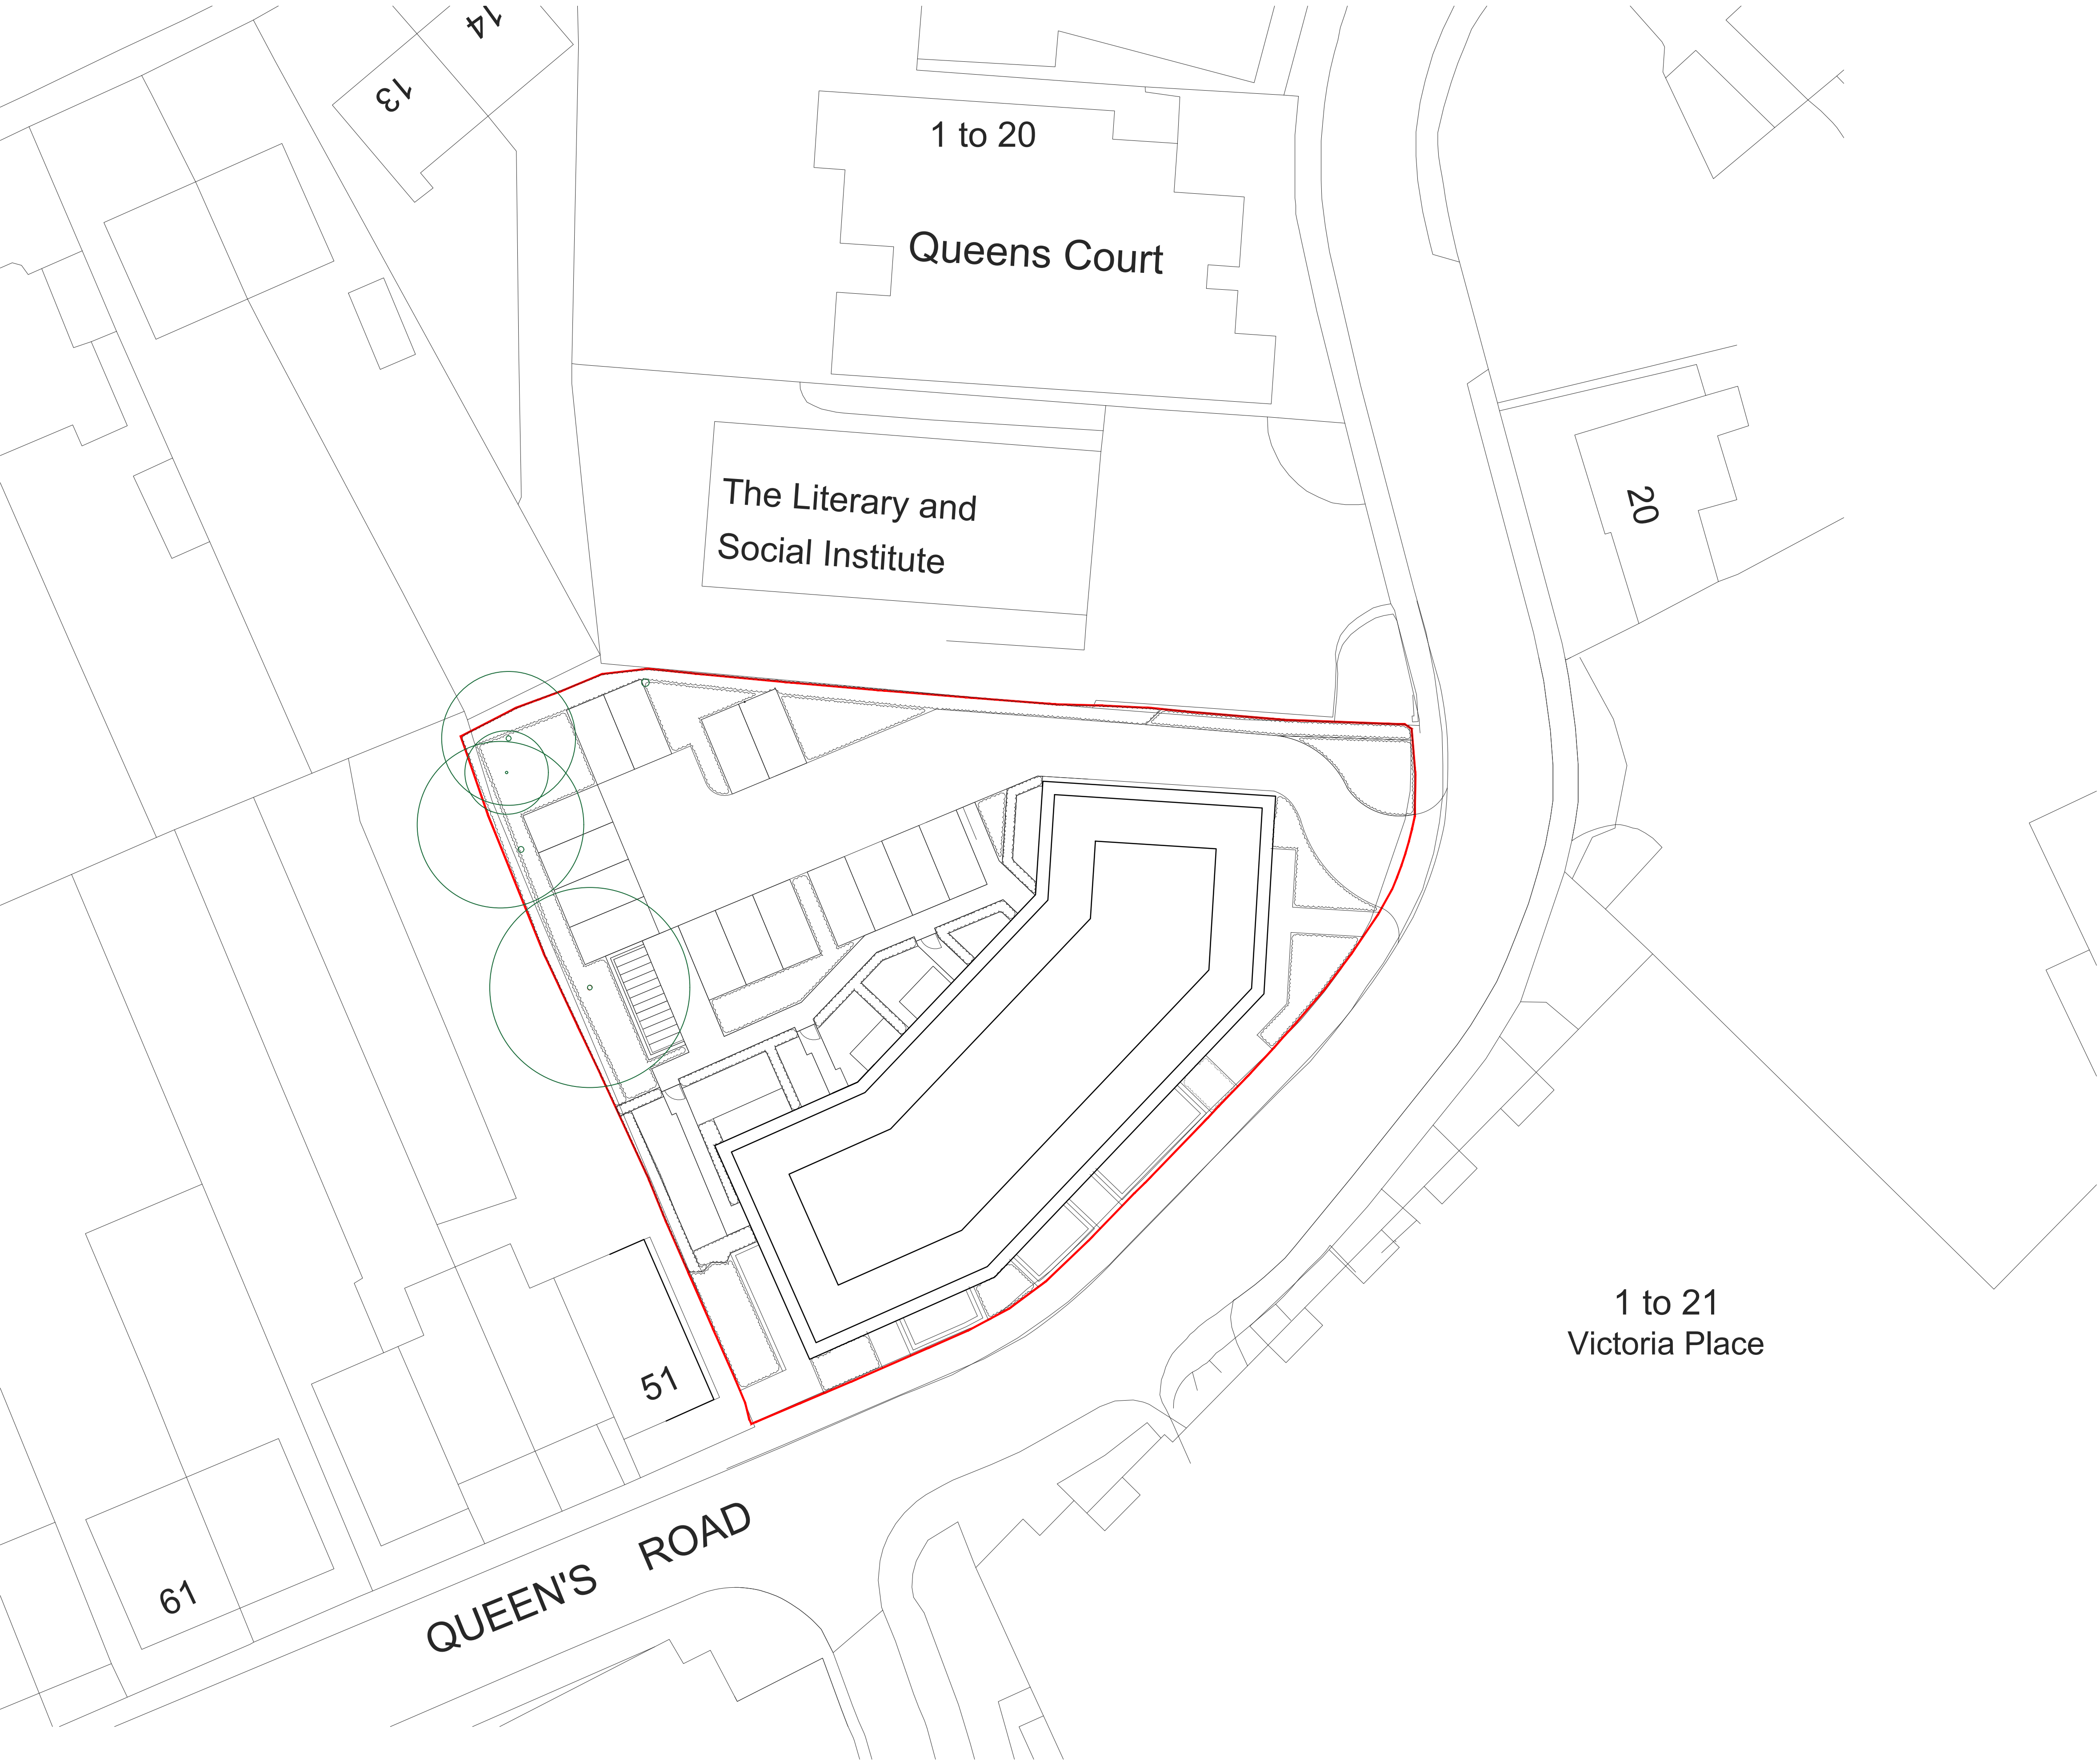 14
13
1 to 20
Queens Court
The Literary and
Social Institute
20
1 to 21
Victoria Place
51
61
QUEEN'S ROAD